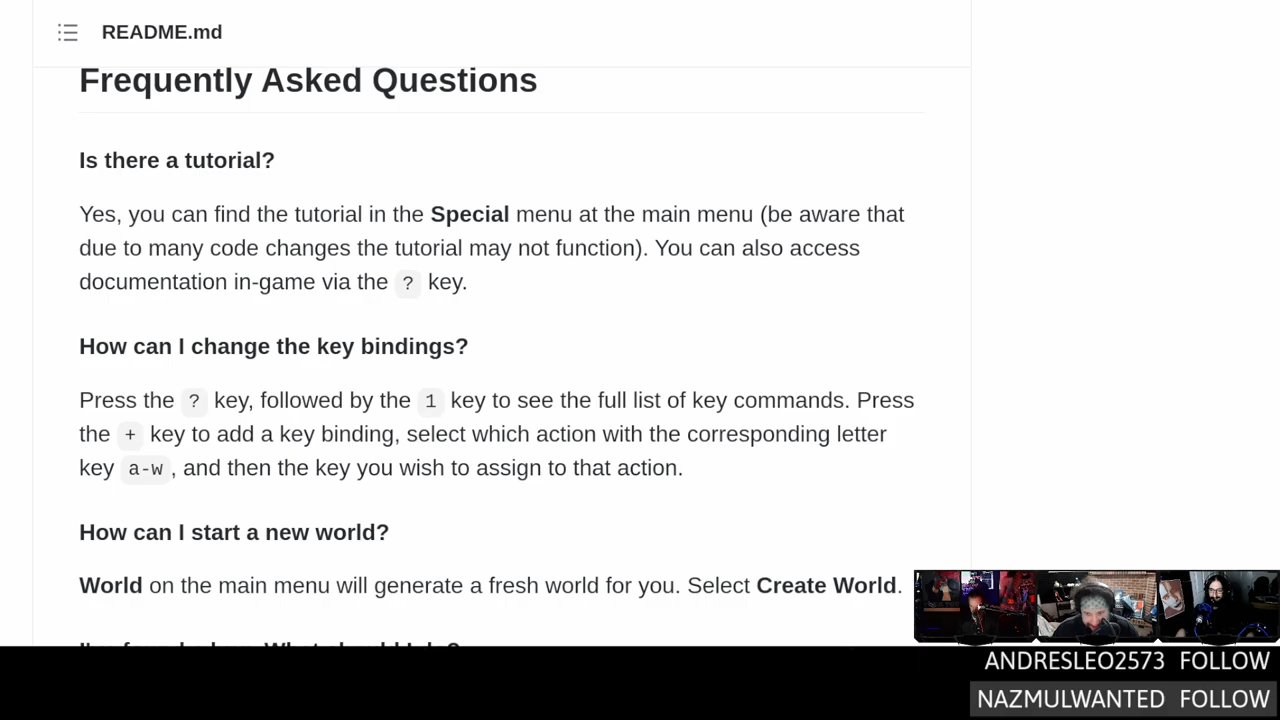 README.md
Frequently Asked Questions
Is there a tutorial?
Yes, you can find the tutorial in the Special menu at the main menu (be aware that
due to many code changes the tutorial may not function). You can also access
documentation in-game via the ? key.
How can I change the key bindings?
Press the ? key, followed by the 1 key to see the full list of key commands. Press
the + key to add a key binding, select which action with the corresponding letter
key a-w, and then the key you wish to assign to that action.
How can I start a new world?
World on the main menu will generate a fresh world for you. Select Create World.
ANDRESLEO2573 FOLLOW
NAZMULWANTED FOLLOW